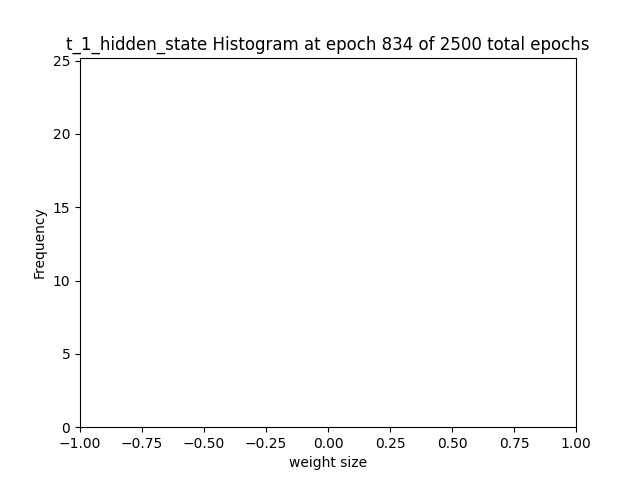 t_1_hidden_state Histogram at epoch 834 of 2500 total epochs
25
20
15
10
5
0
Frequency
−1.00 −0.75 −0.50 −0.25 0.00 0.25 0.50 0.75 1.00
weight size